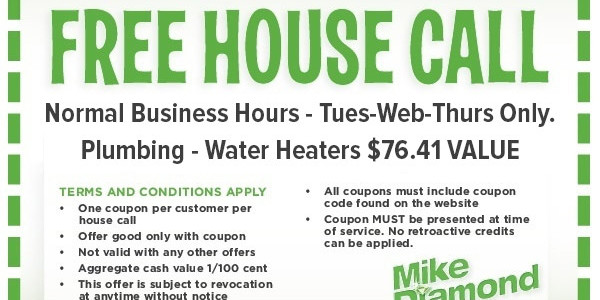 FREE HOUSE CALL
Normal Business Hours - Tues-Web-Thurs Only.
Plumbing - Water Heaters $76.41 VALUE
TERMS AND CONDITIONS APPLY
• One coupon per customer per
house call
• Offer good only with coupon
• Not valid with any other offers
• Aggregate cash value 1/100 cent
• This offer is subject to revocation
at anytime without notice
• All coupons must include coupon
code found on the website
• Coupon MUST be presented at time
of service. No retroactive credits
can be applied.
Mike
Diamond